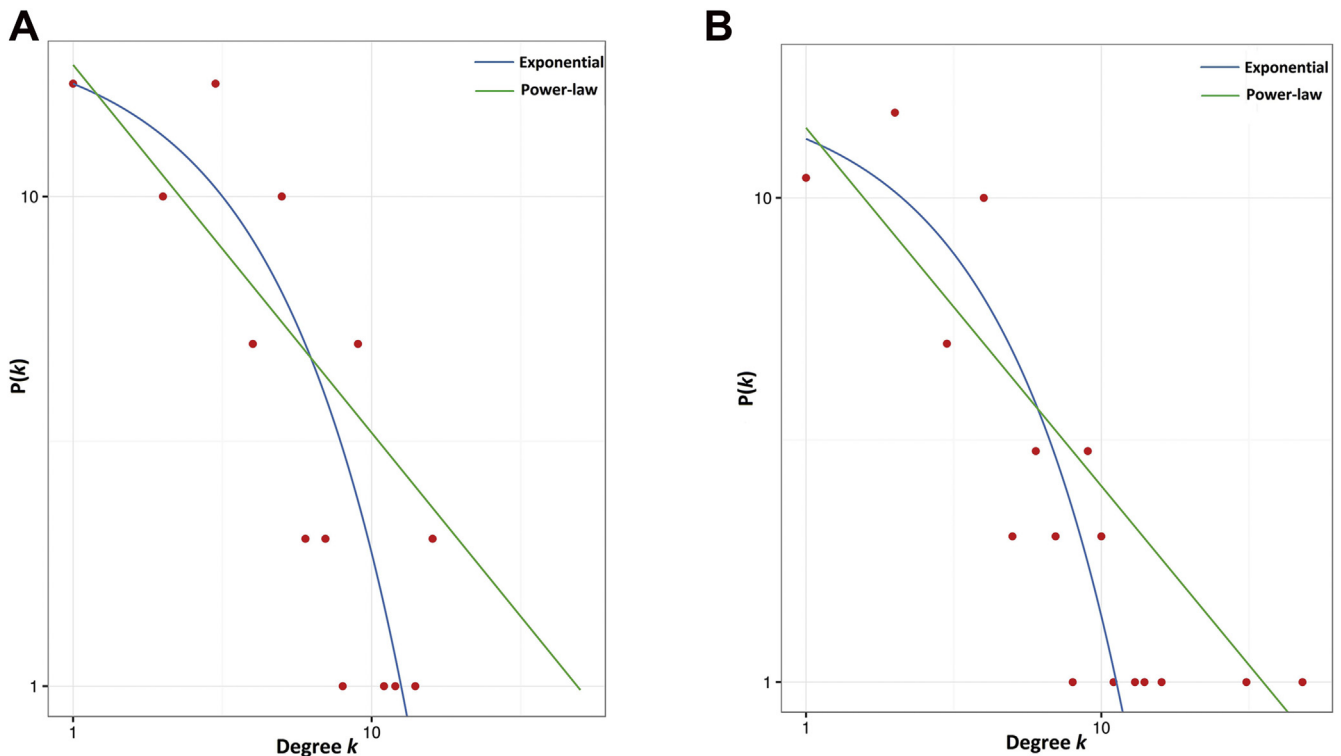 A
Exponential
Power-law
10
1
P(k)
1
10
Degree k
B
Exponential
Power-law
10
1
P(k)
1
10
Degree k